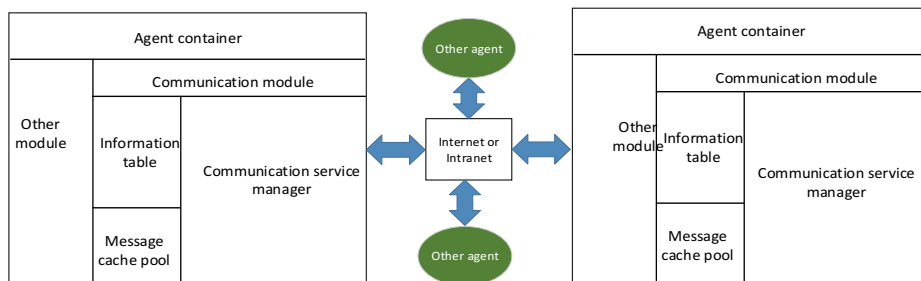 Agent container
Communication module
Other
module
Information
table
Communication service
manager
Message
cache pool
Other agent
Internet or
Intranet
Other agent
Agent container
Communication module
Other
module
Information
table
Communication service
manager
Message
cache pool